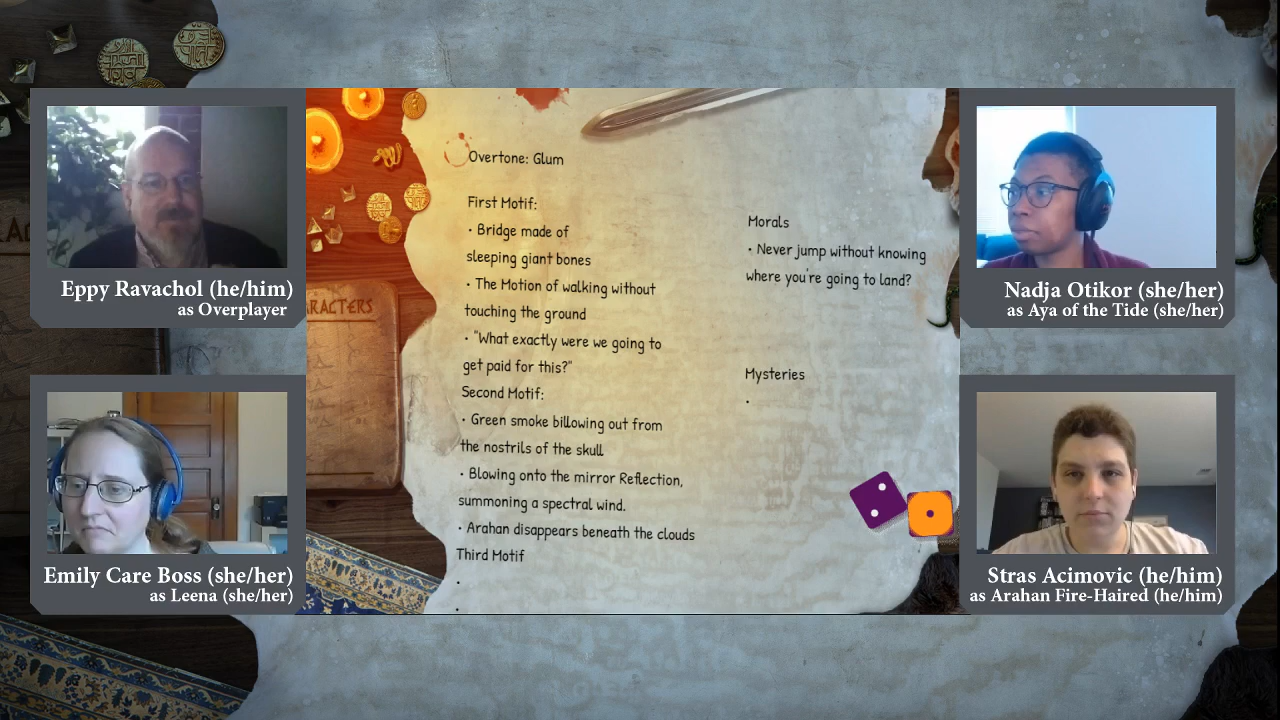 Eppy Ravachol (he/him)
as Overplayer
Emily Care Boss (she/her)
as Leena (she/her)
Overtone: Glum
First Motif:
• Bridge made of
sleeping giant bones
• The Motion of walking without
touching the ground
• "What exactly were we going to
get paid for this?"
Second Motif:
• Green smoke billowing out from
the nostrils of the skull
• Blowing onto the mirror Reflection,
summoning a spectral wind.
• Arahan disappears beneath the clouds
Third Motif
•
•
Morals
• Never jump without knowing
where you're going to land?
Mysteries
•
Nadja Otikor (she/her)
as Aya of the Tide (she/her)
Stras Acimovic (he/him)
as Arahan Fire-Haired (he/him)